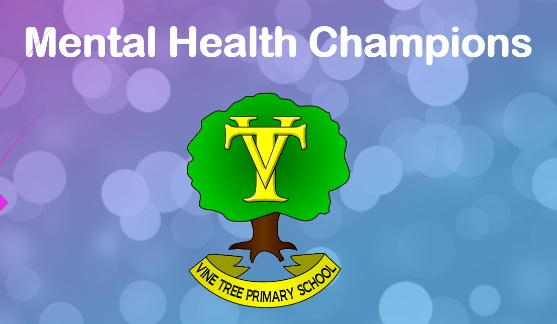 Mental Health Champions
VT
VINE TREE PRIMARY SCHOOL